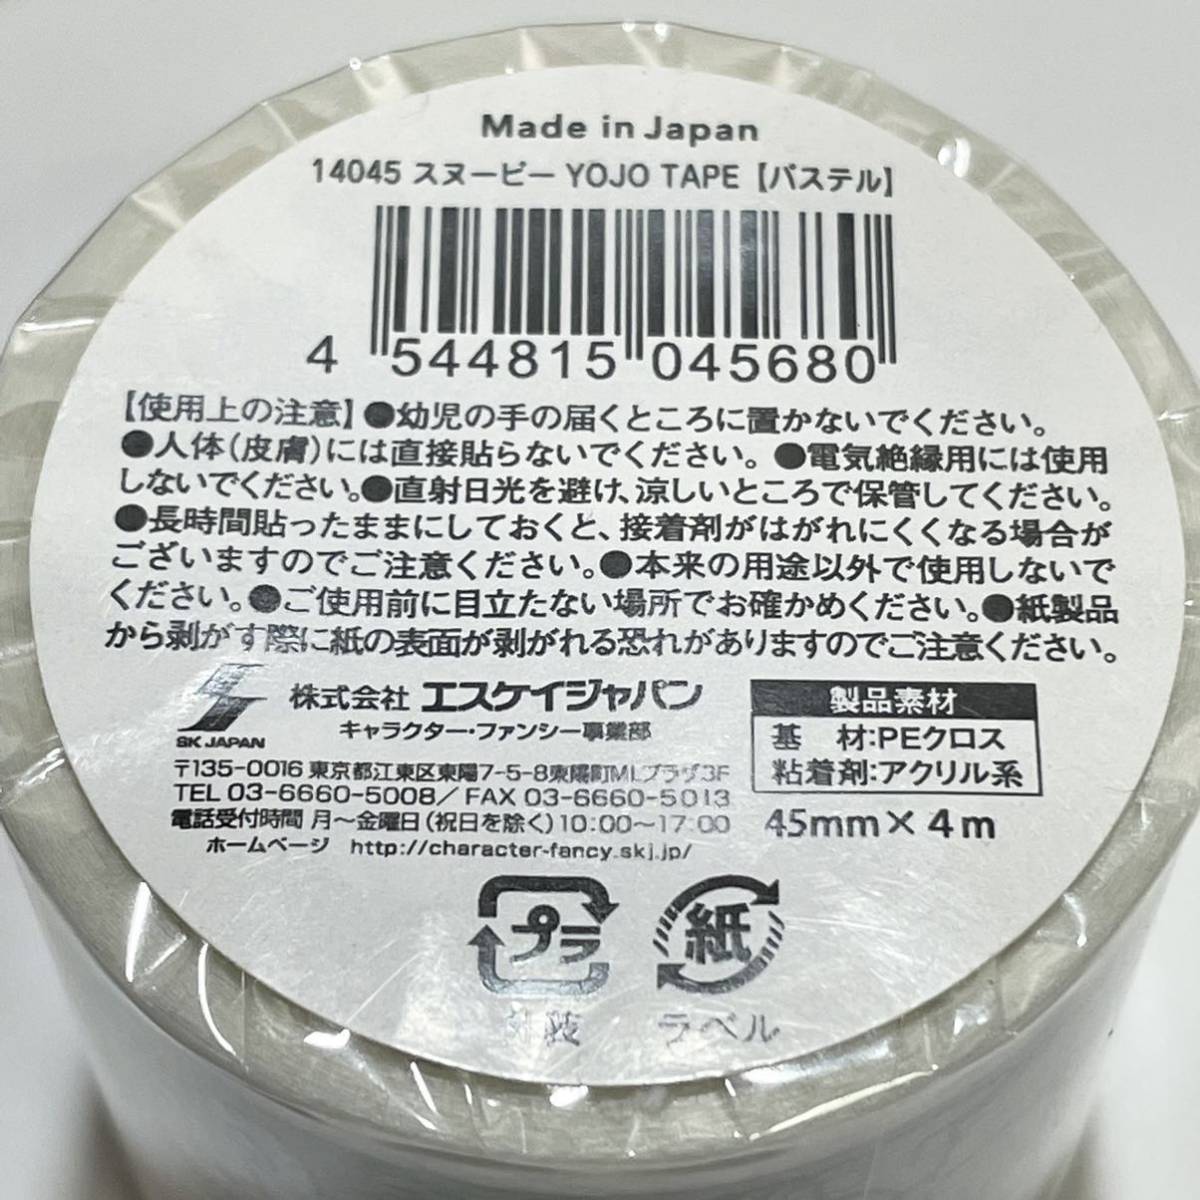 Made in Japan
14045 スヌーピー YOJO TAPE【パステル】
4 544815 045680
【使用上の注意】●幼児の手の届くところに置かないでください。
●人体(皮膚)には直接貼らないでください。●電気絶縁用には使用
しないでください。●直射日光を避け、涼しいところで保管してください。
●長時間貼ったままにしておくと、接着剤がはがれにくくなる場合が
ございますのでご注意ください。●本来の用途以外で使用しないで
ください。●ご使用前に目立たない場所でお確かめください。●紙製品
から剥がす際に紙の表面が剥がれる恐れがありますのでご注意ください。
SK JAPAN
株式会社 エスケイジャパン
キャラクター・ファンシー事業部
〒135-0016 東京都江東区東陽7-5-8東陽町MLプラザ3F
TEL 03-6660-5008/FAX 03-6660-5013
電話受付時間 月～金曜日(祝日を除く)10:00～17:00
ホームページ http://character-fancy.skj.jp/
製品素材
基 材:PEクロス
粘着剤:アクリル系
45mm×4m
プラ
外装
紙
ラベル